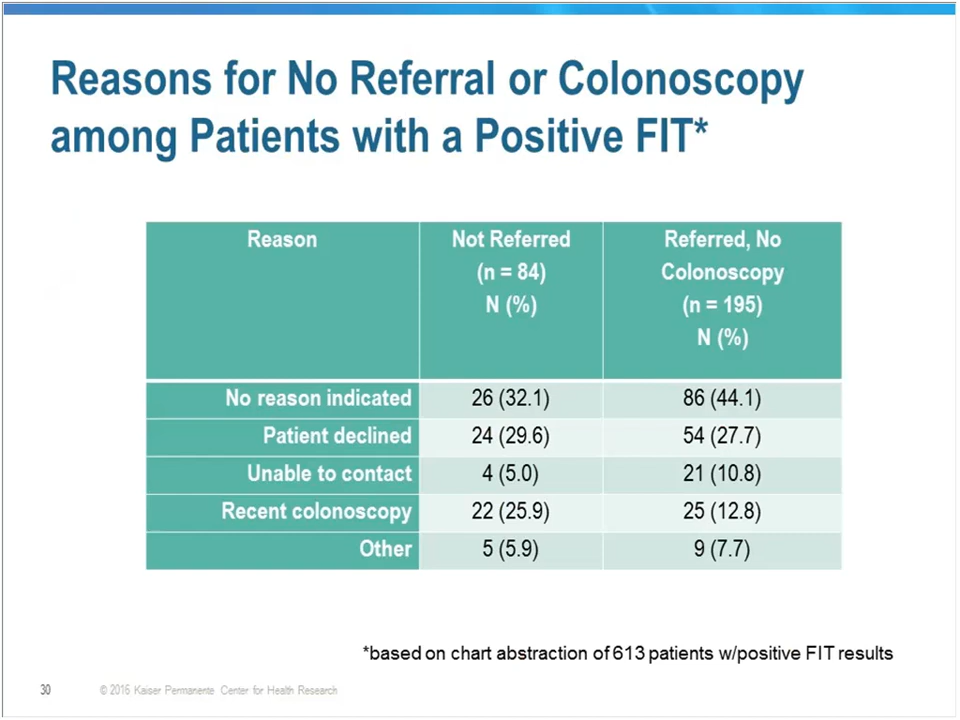 Reasons for No Referral or Colonoscopy
among Patients with a Positive FIT*
Reason
Not Referred
(n = 84)
N (%)
Referred, No
Colonoscopy
(n = 195)
N (%)
No reason indicated 26 (32.1) 86 (44.1)
Patient declined 24 (29.6) 54 (27.7)
Unable to contact 4 (5.0) 21 (10.8)
Recent colonoscopy 22 (25.9) 25 (12.8)
Other 5 (5.9) 9 (7.7)
*based on chart abstraction of 613 patients w/positive FIT results
30 © 2016 Kaiser Permanente Center for Health Research